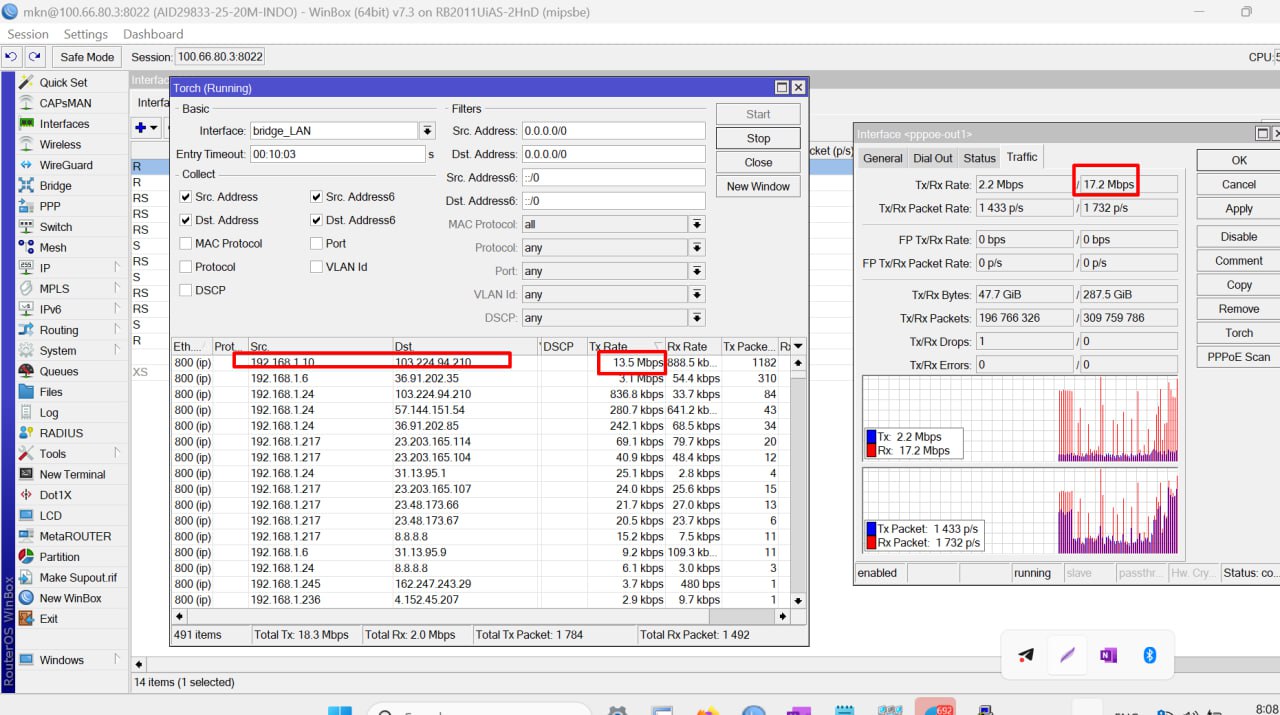 mkn@100.66.80.3:8022 (AID29833-25-20M-INDO) - WinBox (64bit) v7.3 on RB2011UiAS-2HnD (mipsbe)
Session Settings Dashboard
Safe Mode Session: 100.66.80.3:8022 CPU:
Quick Set
CAPsMAN
Interfaces
Wireless
WireGuard
Bridge
PPP
Switch
Mesh
IP
MPLS
IPv6
Routing
System
Queues
Files
Log
RADIUS
Tools
New Terminal
Dot1X
LCD
MetaROUTER
Partition
Make Supout.rif
New WinBox
Exit
Windows
RouterOS WinBox
R
R
RS
RS
RS
S
RS
S
RS
RS
S
R
XS
Torch (Running)
Basic
Interface: bridge_LAN
Entry Timeout: 00:10:03 s
Collect
Src. Address Src. Address6
Dst. Address Dst. Address6
MAC Protocol Port
Protocol VLAN Id
DSCP
Filters
Src. Address: 0.0.0.0/0
Dst. Address: 0.0.0.0/0
Src. Address6: ::/0
Dst. Address6: ::/0
MAC Protocol: all
Protocol: any
Port: any
VLAN Id: any
DSCP: any
Start
Stop
Close
New Window
Eth... Prot... Src. Dst. DSCP Tx Rate Rx Rate Tx Packe...
800 (ip) 192.168.1.10 103.224.94.210 13.5 Mbps 888.5 kb... 1182
800 (ip) 192.168.1.6 36.91.202.35 3.1 Mbps 54.4 kbps 310
800 (ip) 192.168.1.24 103.224.94.210 836.8 kbps 33.7 kbps 84
800 (ip) 192.168.1.24 57.144.151.54 280.7 kbps 641.2 kb... 43
800 (ip) 192.168.1.24 36.91.202.85 242.1 kbps 68.5 kbps 34
800 (ip) 192.168.1.217 23.203.165.114 69.1 kbps 79.7 kbps 20
800 (ip) 192.168.1.217 23.203.165.104 40.9 kbps 48.4 kbps 12
800 (ip) 192.168.1.24 31.13.95.1 25.1 kbps 2.8 kbps 4
800 (ip) 192.168.1.217 23.203.165.107 24.0 kbps 25.6 kbps 15
800 (ip) 192.168.1.217 23.48.173.66 21.7 kbps 27.0 kbps 13
800 (ip) 192.168.1.217 23.48.173.67 20.5 kbps 23.7 kbps 6
800 (ip) 192.168.1.217 8.8.8.8 15.2 kbps 7.5 kbps 11
800 (ip) 192.168.1.6 31.13.95.9 9.2 kbps 109.3 kb... 11
800 (ip) 192.168.1.24 8.8.8.8 6.1 kbps 3.0 kbps 3
800 (ip) 192.168.1.245 162.247.243.29 3.7 kbps 480 bps 1
800 (ip) 192.168.1.236 4.152.45.207 2.9 kbps 9.7 kbps 1
491 items Total Tx: 18.3 Mbps Total Rx: 2.0 Mbps Total Tx Packet: 1 784 Total Rx Packet: 1 492
14 items (1 selected)
Interface <pppoe-out1>
General Dial Out Status Traffic
Tx/Rx Rate: 2.2 Mbps / 17.2 Mbps
Tx/Rx Packet Rate: 1 433 p/s / 1 732 p/s
FP Tx/Rx Rate: 0 bps / 0 bps
FP Tx/Rx Packet Rate: 0 p/s / 0 p/s
Tx/Rx Bytes: 47.7 GiB / 287.5 GiB
Tx/Rx Packets: 196 766 326 / 309 759 786
Tx/Rx Drops: 1 / 0
Tx/Rx Errors: 0 / 0
Tx: 2.2 Mbps
Rx: 17.2 Mbps
Tx Packet: 1 433 p/s
Rx Packet: 1 732 p/s
enabled running slave passthr... Hw. Cry... Status: co...
OK
Cancel
Apply
Disable
Comment
Copy
Remove
Torch
PPPoE Scan
692
8:08